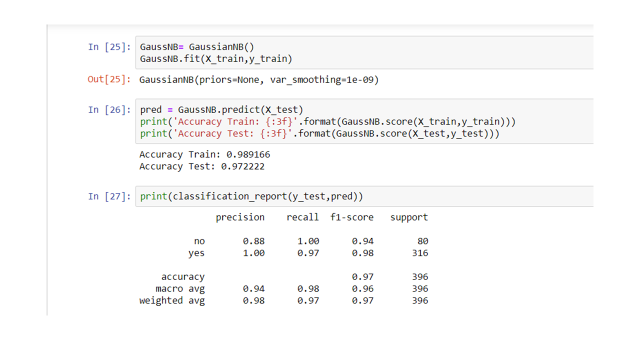 In [25]: GaussNB= GaussianNB()
GaussNB.fit(X_train,y_train)
Out[25]: GaussianNB(priors=None, var_smoothing=1e-09)
In [26]: pred = GaussNB.predict(X_test)
print('Accuracy Train: {:3f}'.format(GaussNB.score(X_train,y_train)))
print('Accuracy Test: {:3f}'.format(GaussNB.score(X_test,y_test)))
Accuracy Train: 0.989166
Accuracy Test: 0.972222
In [27]: print(classification_report(y_test,pred))
precision recall f1-score support
no 0.88 1.00 0.94 80
yes 1.00 0.97 0.98 316
accuracy 0.97 396
macro avg 0.94 0.98 0.96 396
weighted avg 0.98 0.97 0.97 396